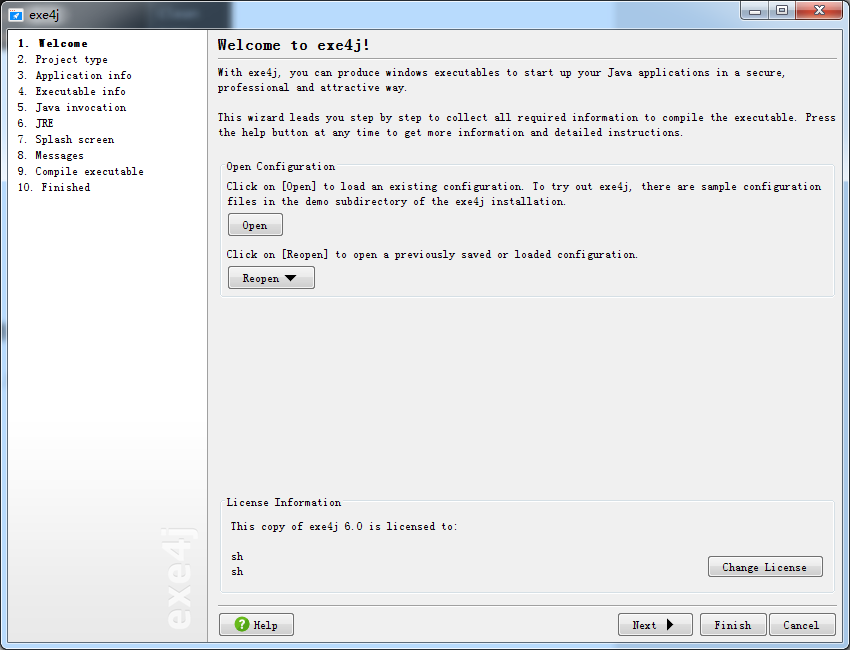 exe4j
1. Welcome
2. Project type
3. Application info
4. Executable info
5. Java invocation
6. JRE
7. Splash screen
8. Messages
9. Compile executable
10. Finished
exe4j
Welcome to exe4j!
With exe4j, you can produce windows executables to start up your Java applications in a secure,
professional and attractive way.
This wizard leads you step by step to collect all required information to compile the executable. Press
the help button at any time to get more information and detailed instructions.
Open Configuration
Click on [Open] to load an existing configuration. To try out exe4j, there are sample configuration
files in the demo subdirectory of the exe4j installation.
Open
Click on [Reopen] to open a previously saved or loaded configuration.
Reopen
License Information
This copy of exe4j 6.0 is licensed to:
sh
sh
Change License
Help
Next
Finish
Cancel